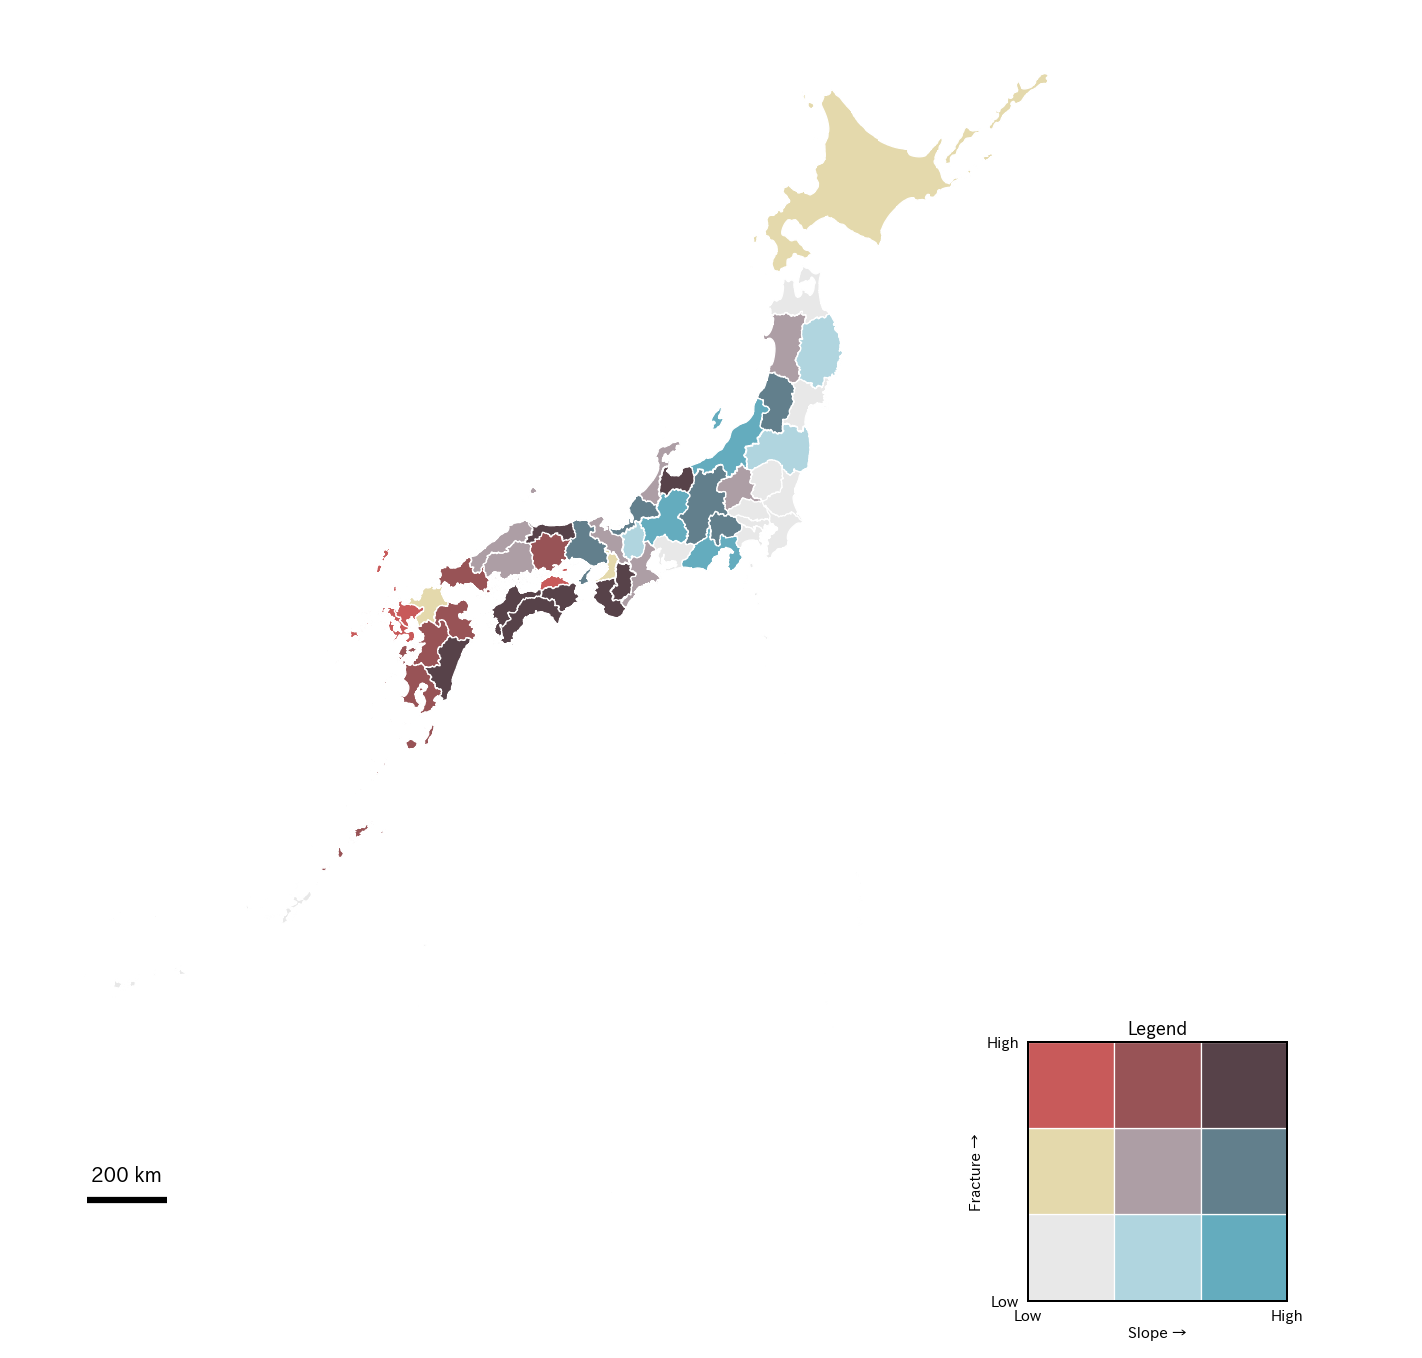 Legend
High
Fracture →
Low
Low
High
Slope →
200 km